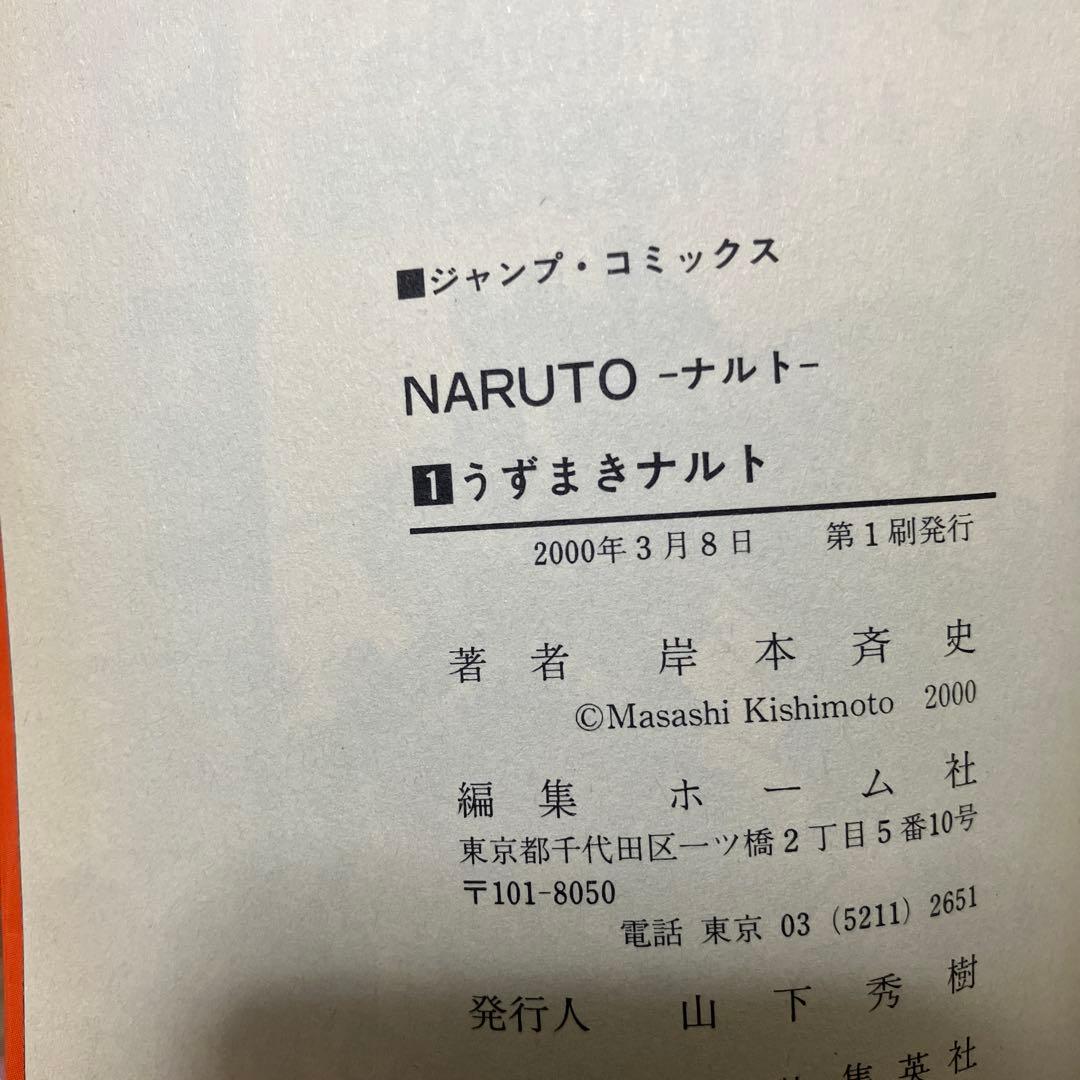 ■ジャンプ・コミックス
NARUTO -ナルト-
1 うずまきナルト
2000年3月8日 第1刷発行
著者 岸本斉史
©Masashi Kishimoto 2000
編集 ホーム社
東京都千代田区一ツ橋2丁目5番10号
〒101-8050
電話 東京 03 (5211) 2651
発行人 山下秀樹
集英社